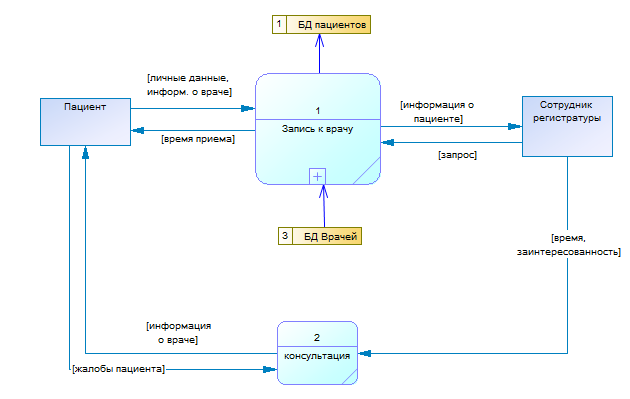 1 БД пациентов
[личные данные,
информ. о враче]
Пациент
1
Запись к врачу
[информация о
пациенте]
Сотрудник
регистратуры
[время приема]
[запрос]
+
3 БД Врачей
[время,
заинтересованность]
[информация
о враче]
2
консультация
[жалобы пациента]